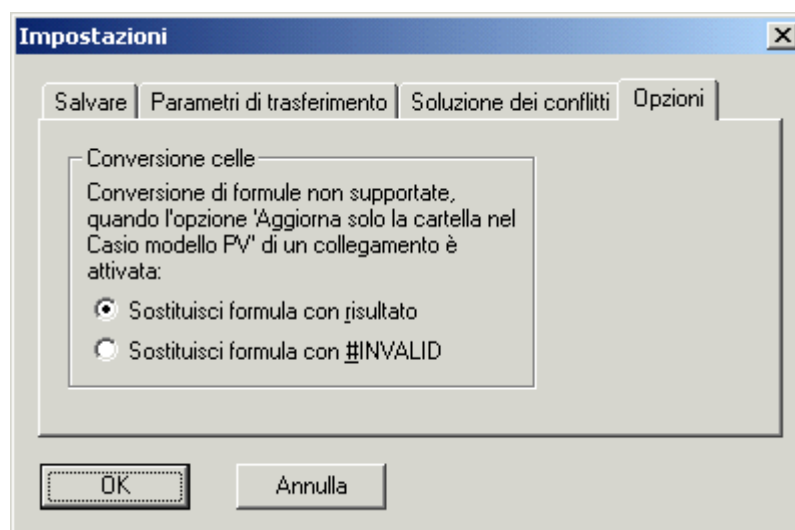 Impostazioni
Salvare Parametri di trasferimento Soluzione dei conflitti Opzioni
Conversione celle
Conversione di formule non supportate,
quando l'opzione 'Aggiorna solo la cartella nel
Casio modello PV' di un collegamento è
attivata:
Sostituisci formula con risultato
Sostituisci formula con #INVALID
OK Annulla